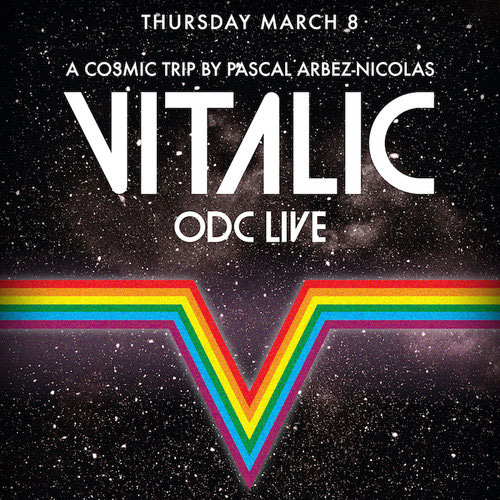 THURSDAY MARCH 8
A COSMIC TRIP BY PASCAL ARBEZ-NICOLAS
VITALIC
ODC LIVE